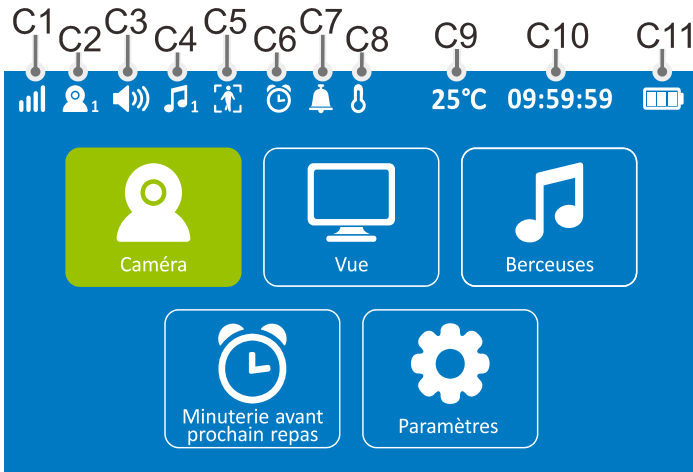 C1 C2 C3 C4 C5 C6 C7 C8 C9 C10 C11
1 1 25°C 09:59:59
Caméra Vue Berceuses
Minuterie avant
prochain repas
Paramètres